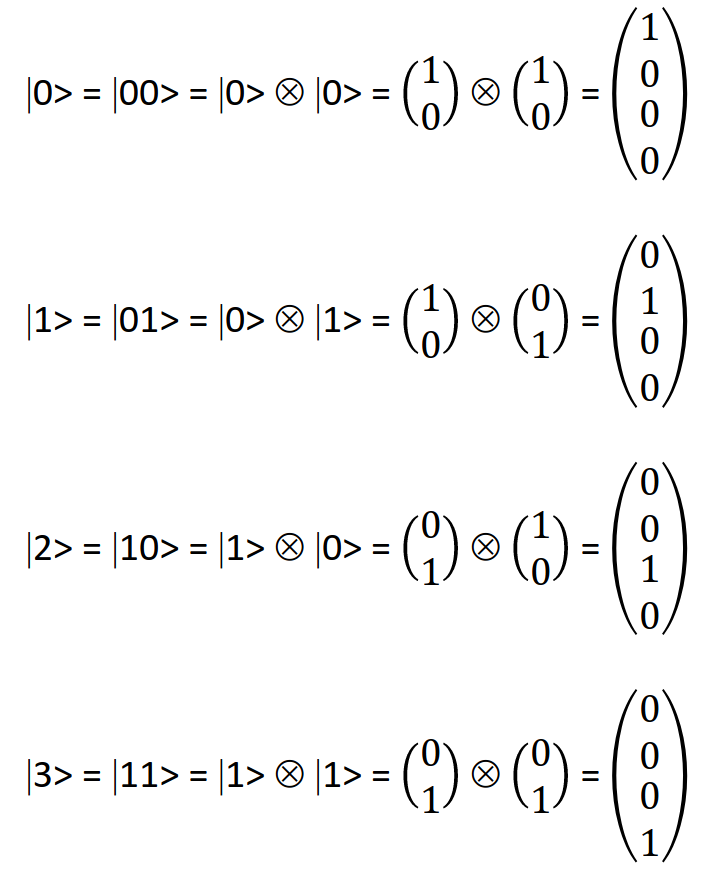 |0> = |00> = |0> ⊗ |0> = (1 0) ⊗ (1 0) = (1 0 0 0)
|1> = |01> = |0> ⊗ |1> = (1 0) ⊗ (0 1) = (0 1 0 0)
|2> = |10> = |1> ⊗ |0> = (0 1) ⊗ (1 0) = (0 0 1 0)
|3> = |11> = |1> ⊗ |1> = (0 1) ⊗ (0 1) = (0 0 0 1)